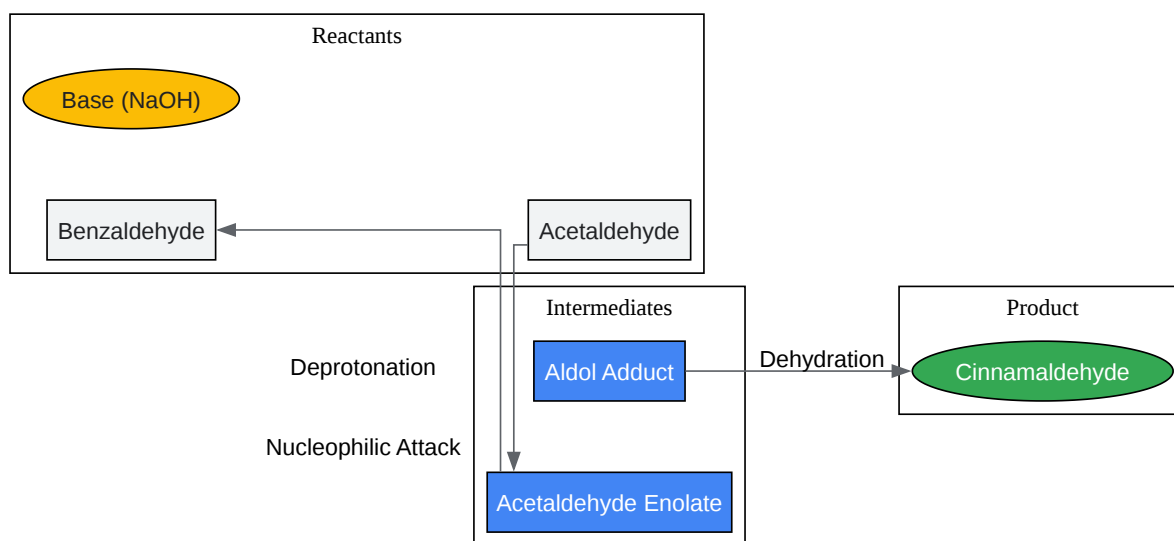 Reactants
Base (NaOH)
Benzaldehyde
Acetaldehyde
Intermediates
Product
Deprotonation
Aldol Adduct
Dehydration
Cinnamaldehyde
Nucleophilic Attack
Acetaldehyde Enolate